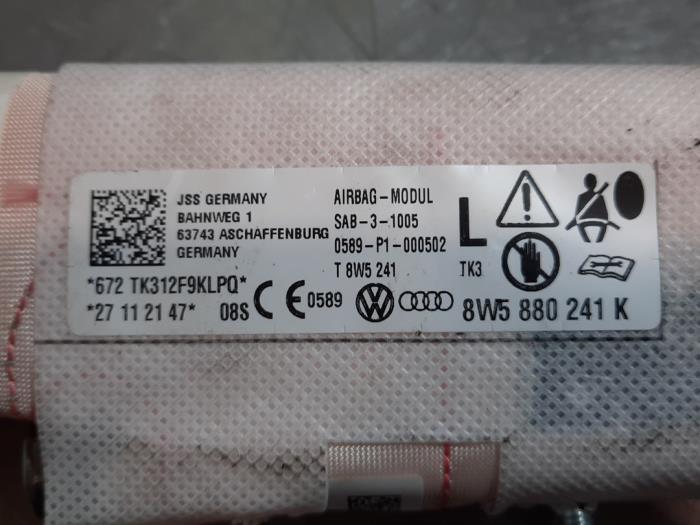 JSS GERMANY
BAHNWEG 1
63743 ASCHAFFENBURG
GERMANY
*672 TK312F9KLPQ*
*27 11 21 47* 08S
AIRBAG-MODUL
SAB-3-1005
0589-P1-000502
T 8W5 241
L
TK3
CE 0589
8W5 880 241 K